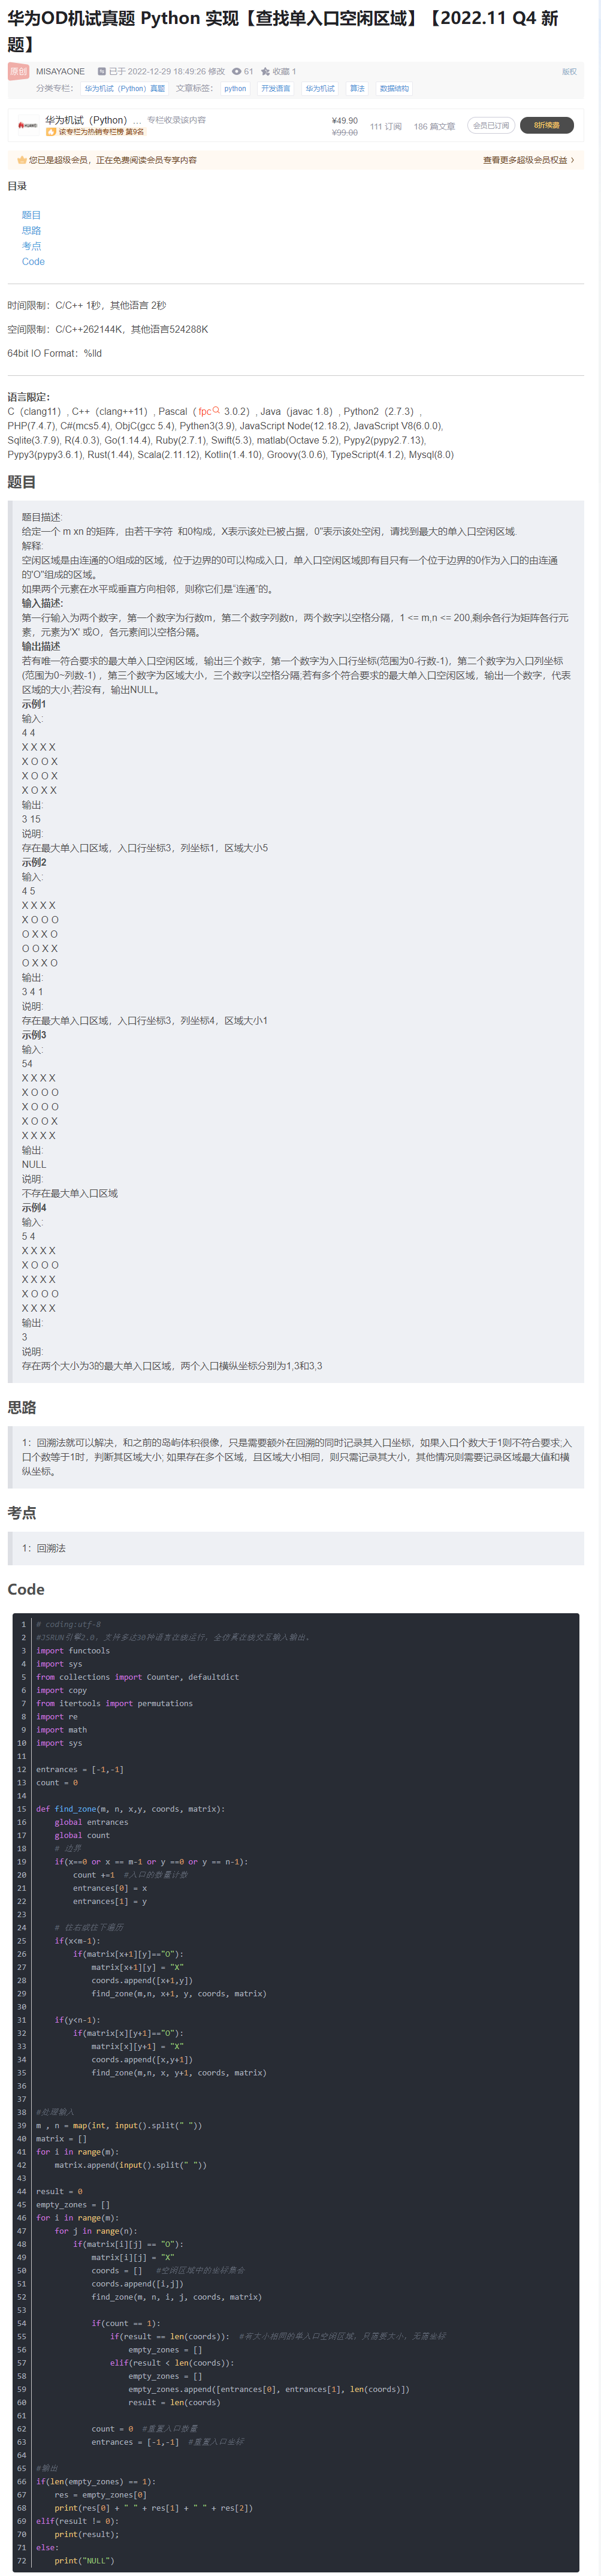 华为OD机试真题 Python 实现【查找单入口空闲区域】【2022.11 Q4 新
题】
原创
MISAYAONE 已于 2022-12-29 18:49:26 修改 61 收藏 1 版权
分类专栏： 华为机试（Python）真题 文章标签： python 开发语言 华为机试 算法 数据结构
HUAWEI 华为机试（Python）... 专栏收录该内容 ¥49.90 111 订阅 186 篇文章 会员已订阅 8折续费
该专栏为热销专栏榜 第9名 ¥99.00
您已是超级会员，正在免费阅读会员专享内容 查看更多超级会员权益
目录
题目
思路
考点
Code
时间限制：C/C++ 1秒，其他语言 2秒
空间限制：C/C++262144K，其他语言524288K
64bit IO Format：%lld
语言限定：
C（clang11）, C++（clang++11）, Pascal（fpc 3.0.2）, Java（javac 1.8）, Python2（2.7.3）,
PHP(7.4.7), C#(mcs5.4), ObjC(gcc 5.4), Pythen3(3.9), JavaScript Node(12.18.2), JavaScript V8(6.0.0),
Sqlite(3.7.9), R(4.0.3), Go(1.14.4), Ruby(2.7.1), Swift(5.3), matlab(Octave 5.2), Pypy2(pypy2.7.13),
Pypy3(pypy3.6.1), Rust(1.44), Scala(2.11.12), Kotlin(1.4.10), Groovy(3.0.6), TypeScript(4.1.2), Mysql(8.0)
题目
题目描述:
给定一个 m xn 的矩阵，由若干字符 和0构成，X表示该处已被占据，0"表示该处空闲，请找到最大的单入口空闲区域.
解释:
空闲区域是由连通的O组成的区域，位于边界的0可以构成入口，单入口空闲区域即有目只有一个位于边界的0作为入口的由连通
的'O"组成的区域。
如果两个元素在水平或垂直方向相邻，则称它们是“连通”的。
输入描述：
第一行输入为两个数字，第一个数字为行数m，第二个数字列数n，两个数字以空格分隔，1 <= m,n <= 200,剩余各行为矩阵各行元
素，元素为'X' 或O，各元素间以空格分隔。
输出描述
若有唯一符合要求的最大单入口空闲区域，输出三个数字，第一个数字为入口行坐标(范围为0-行数-1)，第二个数字为入口列坐标
(范围为0~列数-1) ，第三个数字为区域大小，三个数字以空格分隔;若有多个符合要求的最大单入口空闲区域，输出一个数字，代表
区域的大小;若没有，输出NULL。
示例1
输入:
4 4
X X X X
X O O X
X O O X
X O X X
输出:
3 15
说明:
存在最大单入口区域，入口行坐标3，列坐标1，区域大小5
示例2
输入:
4 5
X X X X
X O O O
O X X O
O O X X
O X X O
输出:
3 4 1
说明:
存在最大单入口区域，入口行坐标3，列坐标4，区域大小1
示例3
输入:
54
X X X X
X O O O
X O O O
X O O X
X X X X
输出:
NULL
说明:
不存在最大单入口区域
示例4
输入:
5 4
X X X X
X O O O
X X X X
X O O O
X X X X
输出:
3
说明:
存在两个大小为3的最大单入口区域，两个入口横纵坐标分别为1,3和3,3
思路
1：回溯法就可以解决，和之前的岛屿体积很像，只是需要额外在回溯的同时记录其入口坐标，如果入口个数大于1则不符合要求;入
口个数等于1时，判断其区域大小; 如果存在多个区域，且区域大小相同，则只需记录其大小，其他情况则需要记录区域最大值和横
纵坐标。
考点
1：回溯法
Code
1 # coding:utf-8
2 #JSRUN引擎2.0，支持多达30种语言在线运行，全仿真在线交互输入输出。
3 import functools
4 import sys
5 from collections import Counter, defaultdict
6 import copy
7 from itertools import permutations
8 import re
9 import math
10 import sys
11
12 entrances = [-1,-1]
13 count = 0
14
15 def find_zone(m, n, x,y, coords, matrix):
16     global entrances
17     global count
18     # 边界
19     if(x==0 or x == m-1 or y ==0 or y == n-1):
20         count +=1  #入口的数量计数
21         entrances[0] = x
22         entrances[1] = y
23
24     # 往右或往下遍历
25     if(x<m-1):
26         if(matrix[x+1][y]=="O"):
27             matrix[x+1][y] = "X"
28             coords.append([x+1,y])
29             find_zone(m,n, x+1, y, coords, matrix)
30
31     if(y<n-1):
32         if(matrix[x][y+1]=="O"):
33             matrix[x][y+1] = "X"
34             coords.append([x,y+1])
35             find_zone(m,n, x, y+1, coords, matrix)
36
37
38 #处理输入
39 m , n = map(int, input().split(" "))
40 matrix = []
41 for i in range(m):
42     matrix.append(input().split(" "))
43
44 result = 0
45 empty_zones = []
46 for i in range(m):
47     for j in range(n):
48         if(matrix[i][j] == "O"):
49             matrix[i][j] = "X"
50             coords = []   #空闲区域中的坐标集合
51             coords.append([i,j])
52             find_zone(m, n, i, j, coords, matrix)
53
54             if(count == 1):
55                 if(result == len(coords)):  #有大小相同的单入口空闲区域，只需要大小，无需坐标
56                     empty_zones = []
57                 elif(result < len(coords)):
58                     empty_zones = []
59                     empty_zones.append([entrances[0], entrances[1], len(coords)])
60                     result = len(coords)
61
62             count = 0  #重置入口数量
63             entrances = [-1,-1]  #重置入口坐标
64
65 #输出
66 if(len(empty_zones) == 1):
67     res = empty_zones[0]
68     print(res[0] + " " + res[1] + " " + res[2])
69 elif(result != 0):
70     print(result);
71 else:
72     print("NULL")